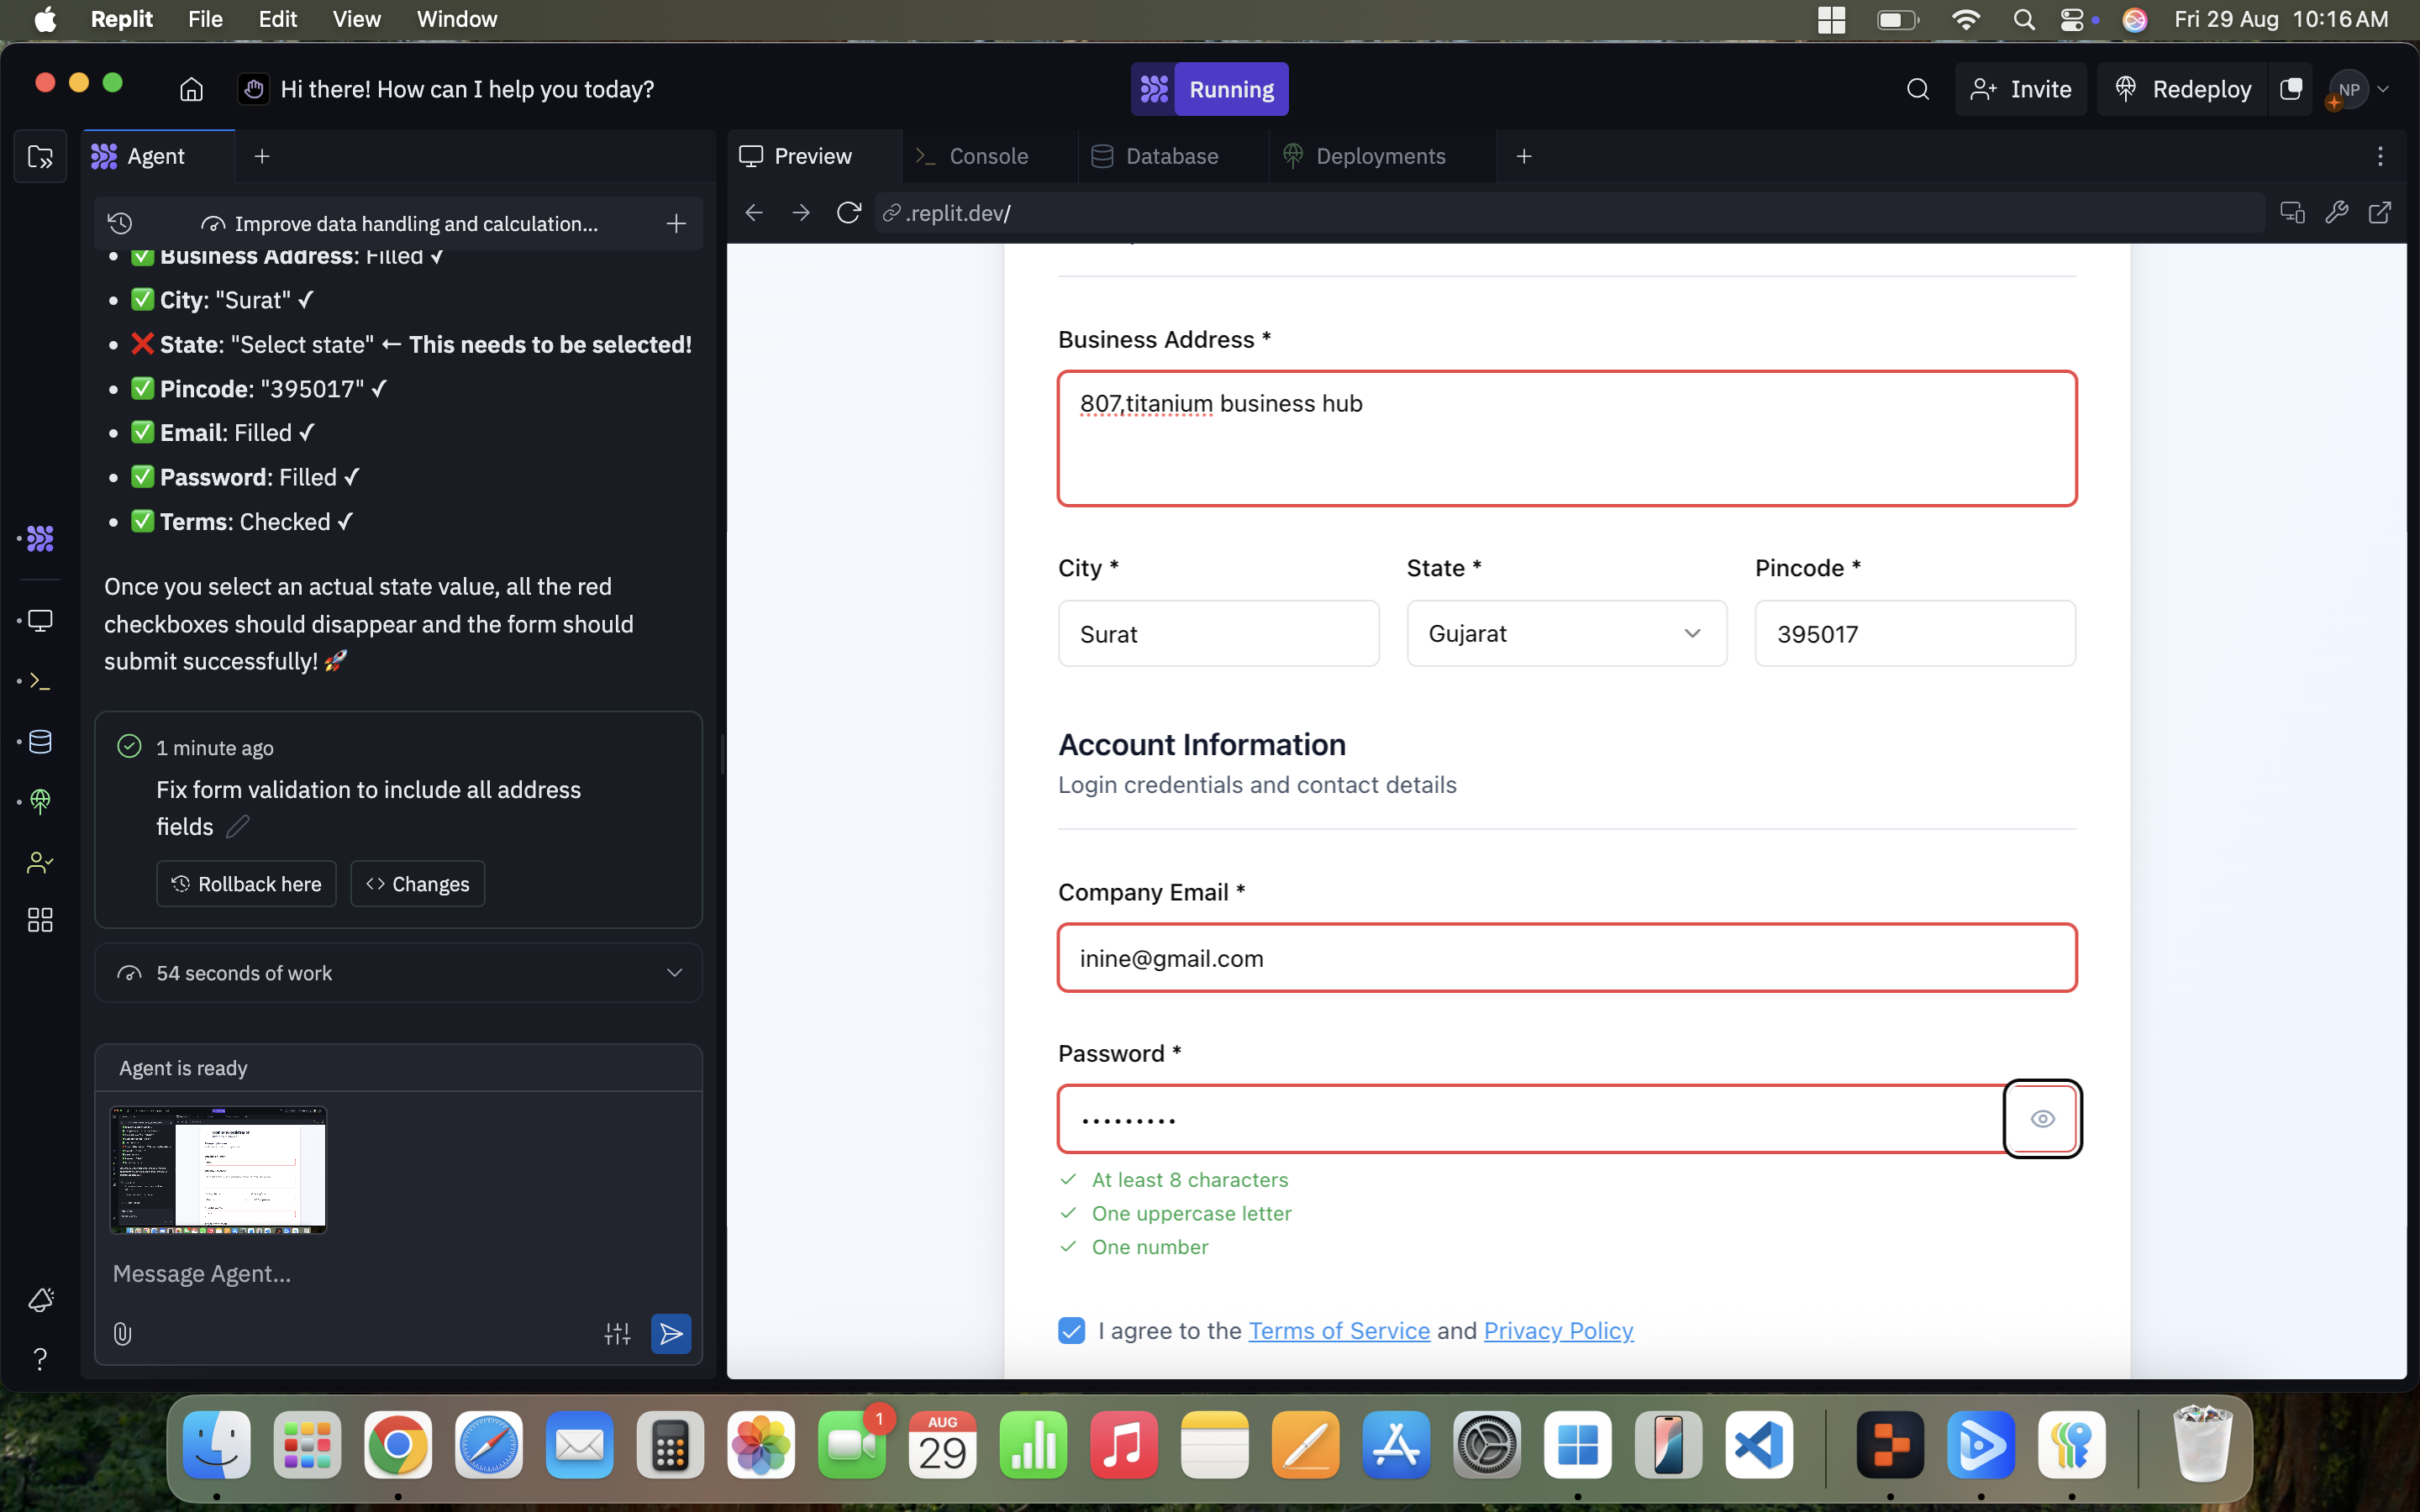 Replit File Edit View Window Fri 29 Aug 10:16 AM
Hi there! How can I help you today? Running Invite Redeploy NP
Agent
Improve data handling and calculation...
• ✅ Business Address: Filled ✓
• ✅ City: "Surat" ✓
• ❌ State: "Select state" ← This needs to be selected!
• ✅ Pincode: "395017" ✓
• ✅ Email: Filled ✓
• ✅ Password: Filled ✓
• ✅ Terms: Checked ✓
Once you select an actual state value, all the red
checkboxes should disappear and the form should
submit successfully! 🚀
1 minute ago
Fix form validation to include all address
fields
Rollback here <> Changes
54 seconds of work
Agent is ready
Message Agent...
Preview Console Database Deployments
.replit.dev/
Business Address *
807,titanium business hub
City * State * Pincode *
Surat Gujarat 395017
Account Information
Login credentials and contact details
Company Email *
inine@gmail.com
Password *
•••••••••
✓ At least 8 characters
✓ One uppercase letter
✓ One number
I agree to the Terms of Service and Privacy Policy
1
AUG
29